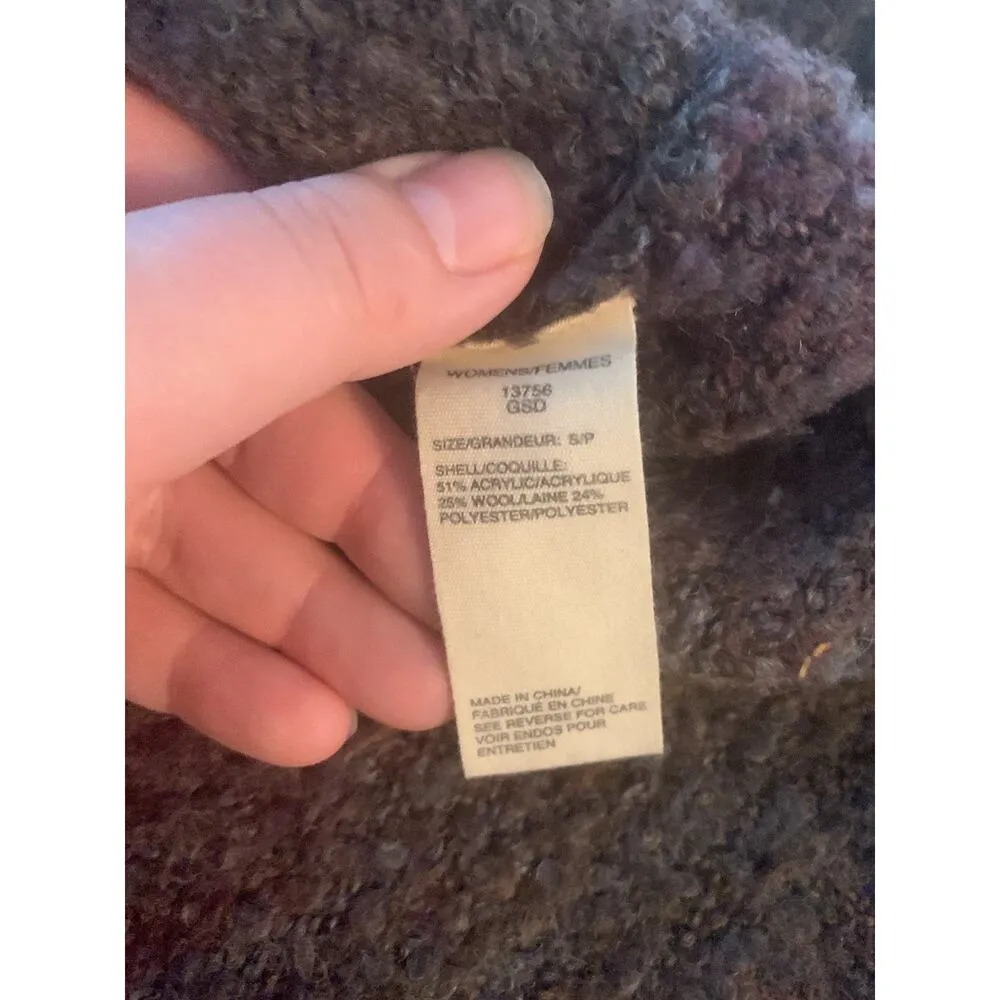 WOMENS/FEMMES
13756
GSD
SIZE/GRANDEUR: S/P
SHELL/COQUILLE:
51% ACRYLIC/ACRYLIQUE
25% WOOL/LAINE 24%
POLYESTER/POLYESTER
MADE IN CHINA/
FABRIQUÉ EN CHINE
SEE REVERSE FOR CARE
VOIR ENDOS POUR
ENTRETIEN